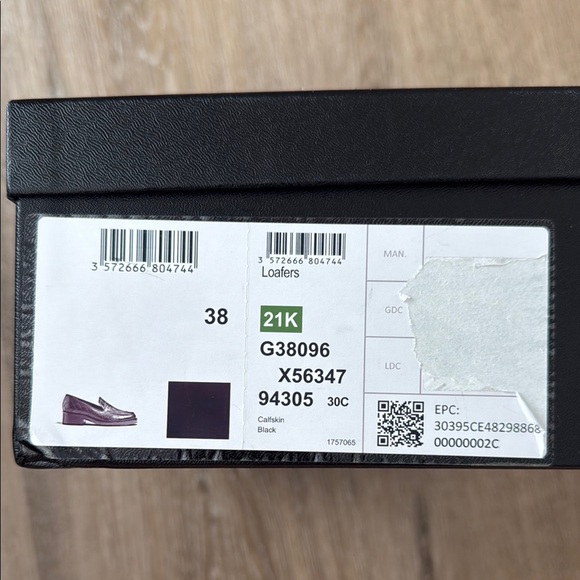 3 572666 804744
38
3 572666 804744
Loafers
21K
G38096
X56347
94305 30C
Calfskin
Black
1757065
MAN.
GDC
LDC
EPC:
30395CE48298868
00000002C